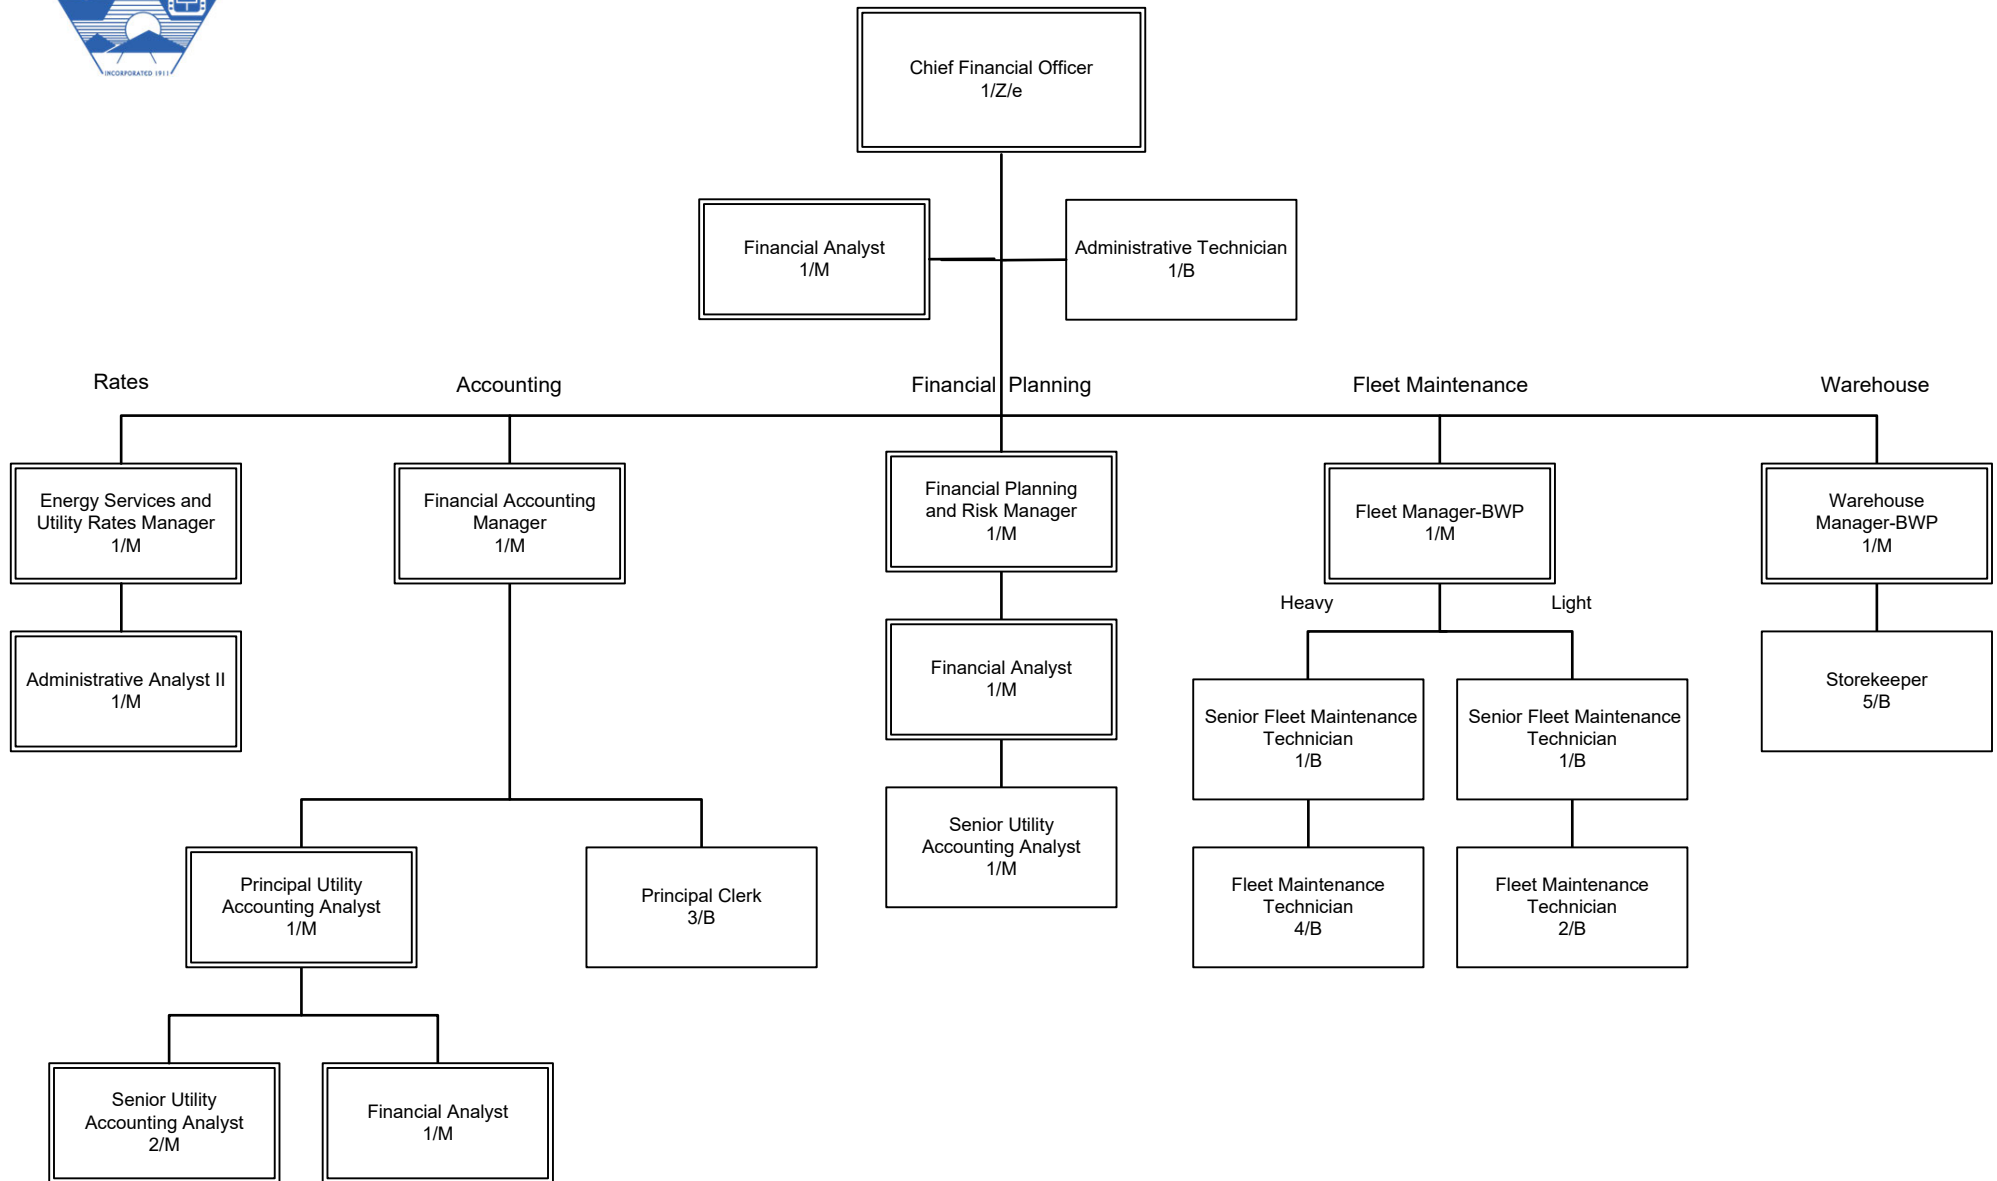 INCORPORATED 1911
Chief Financial Officer
1/Z/e
Financial Analyst
1/M
Administrative Technician
1/B
Rates
Accounting
Financial Planning
Fleet Maintenance
Warehouse
Energy Services and
Utility Rates Manager
1/M
Financial Accounting
Manager
1/M
Financial Planning
and Risk Manager
1/M
Fleet Manager-BWP
1/M
Warehouse
Manager-BWP
1/M
Heavy
Light
Administrative Analyst II
1/M
Financial Analyst
1/M
Senior Fleet Maintenance
Technician
1/B
Senior Fleet Maintenance
Technician
1/B
Storekeeper
5/B
Senior Utility
Accounting Analyst
1/M
Principal Utility
Accounting Analyst
1/M
Principal Clerk
3/B
Fleet Maintenance
Technician
4/B
Fleet Maintenance
Technician
2/B
Senior Utility
Accounting Analyst
2/M
Financial Analyst
1/M